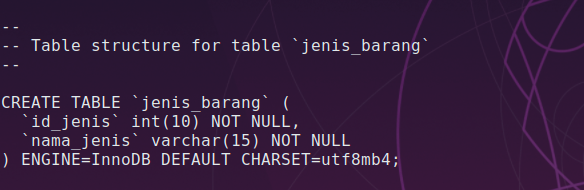 --
-- Table structure for table `jenis_barang`
--
CREATE TABLE `jenis_barang` (
  `id_jenis` int(10) NOT NULL,
  `nama_jenis` varchar(15) NOT NULL
) ENGINE=InnoDB DEFAULT CHARSET=utf8mb4;